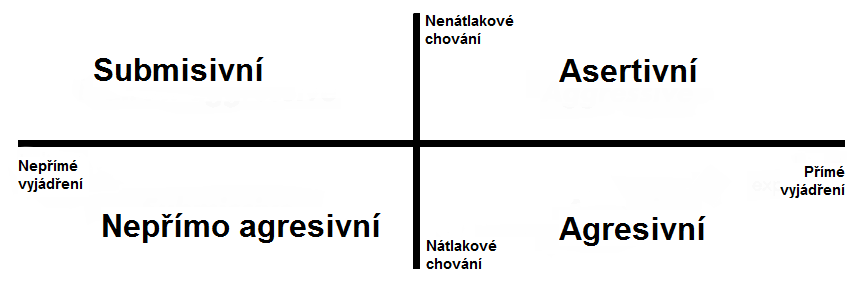 Nenátlakové
chování
Submisivní
Asertivní
Nepřímé
vyjádření
Přímé
vyjádření
Nepřímo agresivní
Agresivní
Nátlakové
chování